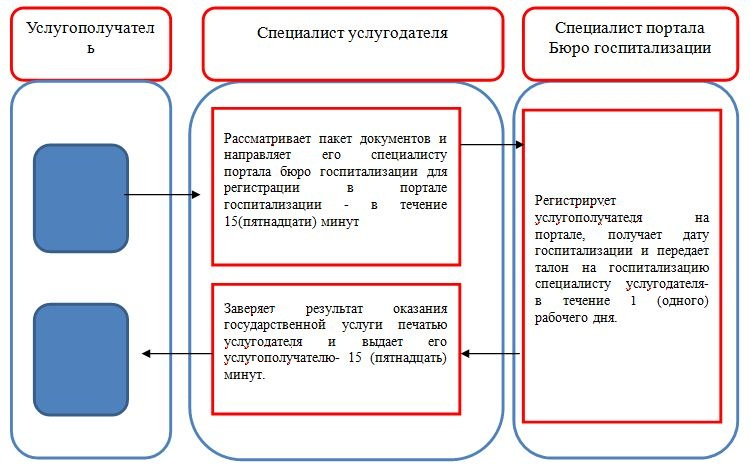 Услугополучател
ь
Специалист услугодателя
Специалист портала
Бюро госпитализации
Рассматривает пакет документов и
направляет его специалисту
портала бюро госпитализации для
регистрации в портале
госпитализации - в течение
15(пятнадцати) минут
Регистрирует
услугополучателя на
портале, получает дату
госпитализации и передает
талон на госпитализацию
специалисту услугодателя-
в течение 1 (одного)
рабочего дня.
Заверяет результат оказания
государственной услуги печатью
услугодателя и выдает его
услугополучателю- 15 (пятнадцать)
минут.